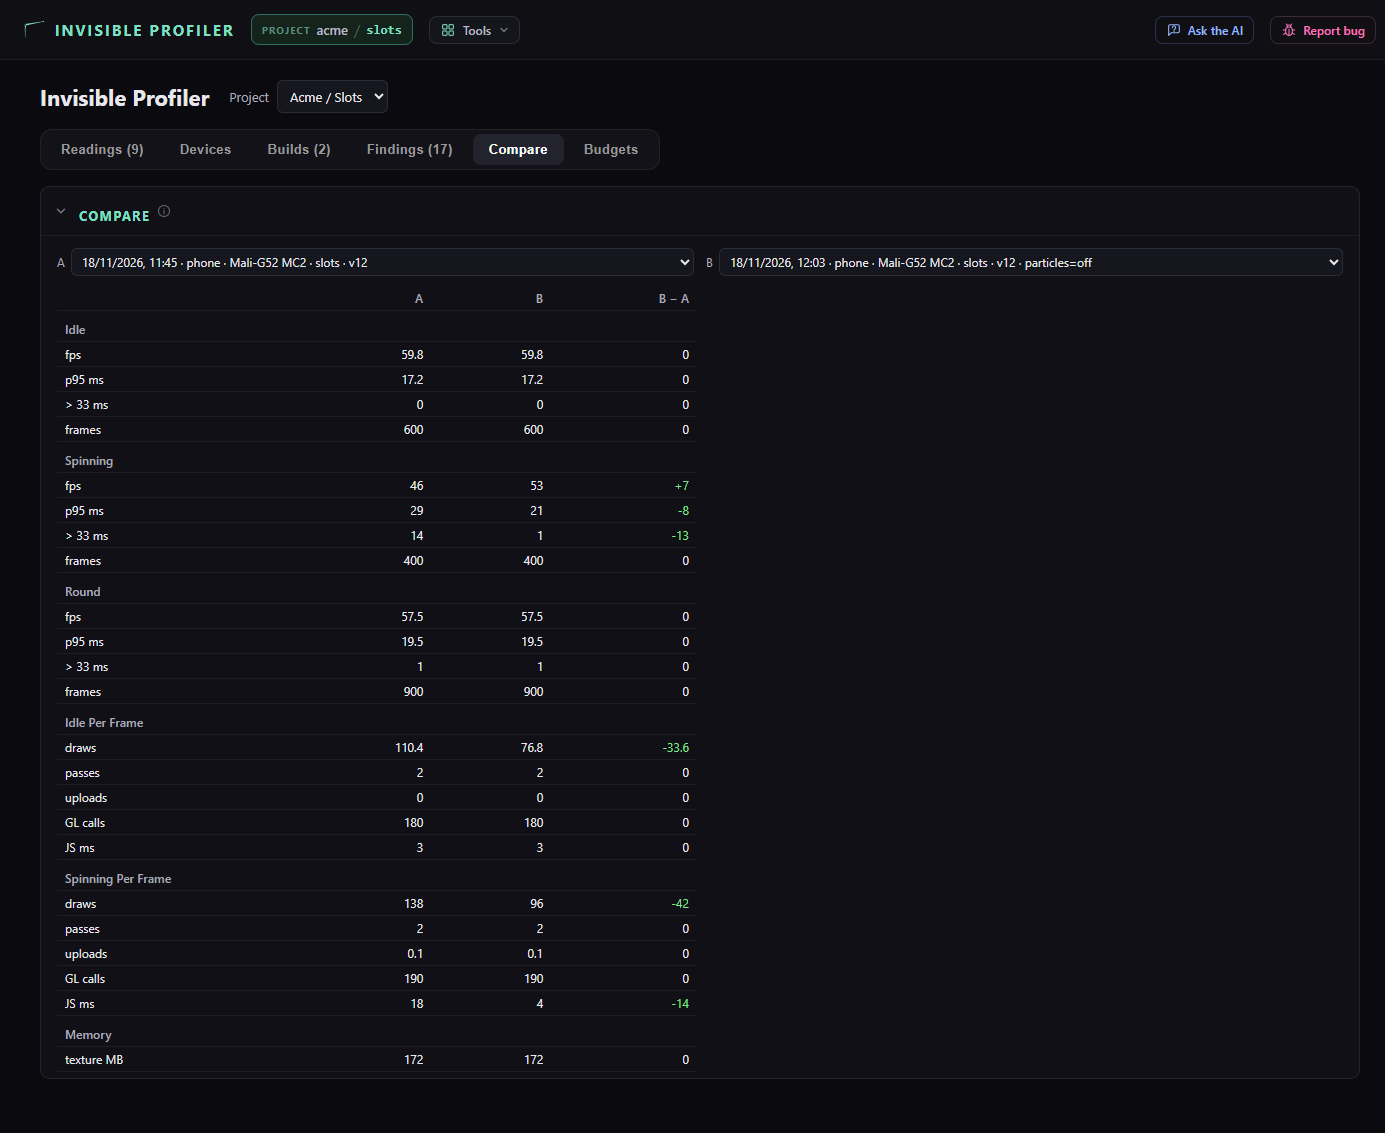 INVISIBLE PROFILER PROJECT acme / slots Tools Ask the AI Report bug
Invisible Profiler Project Acme / Slots
Readings (9) Devices Builds (2) Findings (17) Compare Budgets
COMPARE
A 18/11/2026, 11:45 · phone · Mali-G52 MC2 · slots · v12 B 18/11/2026, 12:03 · phone · Mali-G52 MC2 · slots · v12 · particles=off
A B B – A
Idle
fps 59.8 59.8 0
p95 ms 17.2 17.2 0
> 33 ms 0 0 0
frames 600 600 0
Spinning
fps 46 53 +7
p95 ms 29 21 -8
> 33 ms 14 1 -13
frames 400 400 0
Round
fps 57.5 57.5 0
p95 ms 19.5 19.5 0
> 33 ms 1 1 0
frames 900 900 0
Idle Per Frame
draws 110.4 76.8 -33.6
passes 2 2 0
uploads 0 0 0
GL calls 180 180 0
JS ms 3 3 0
Spinning Per Frame
draws 138 96 -42
passes 2 2 0
uploads 0.1 0.1 0
GL calls 190 190 0
JS ms 18 4 -14
Memory
texture MB 172 172 0